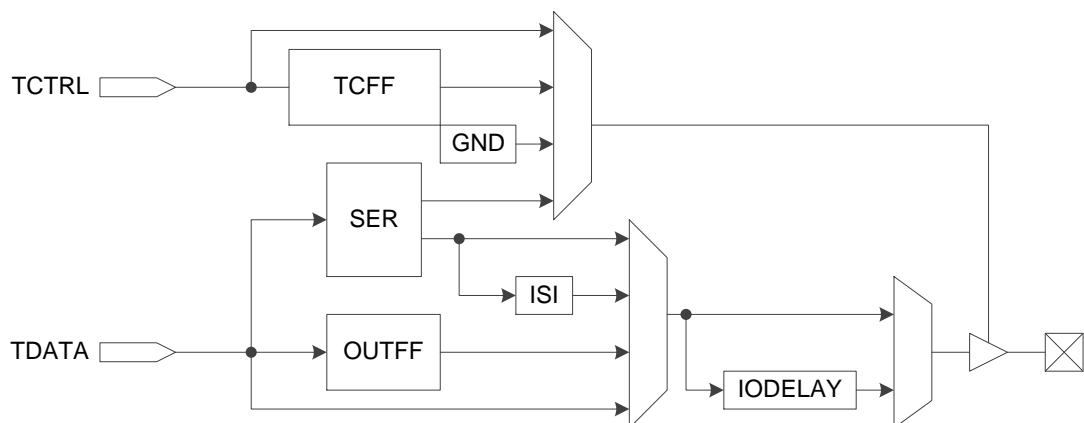 TCTRL
TCFF
GND
SER
ISI
TDATA
OUTFF
IODELAY